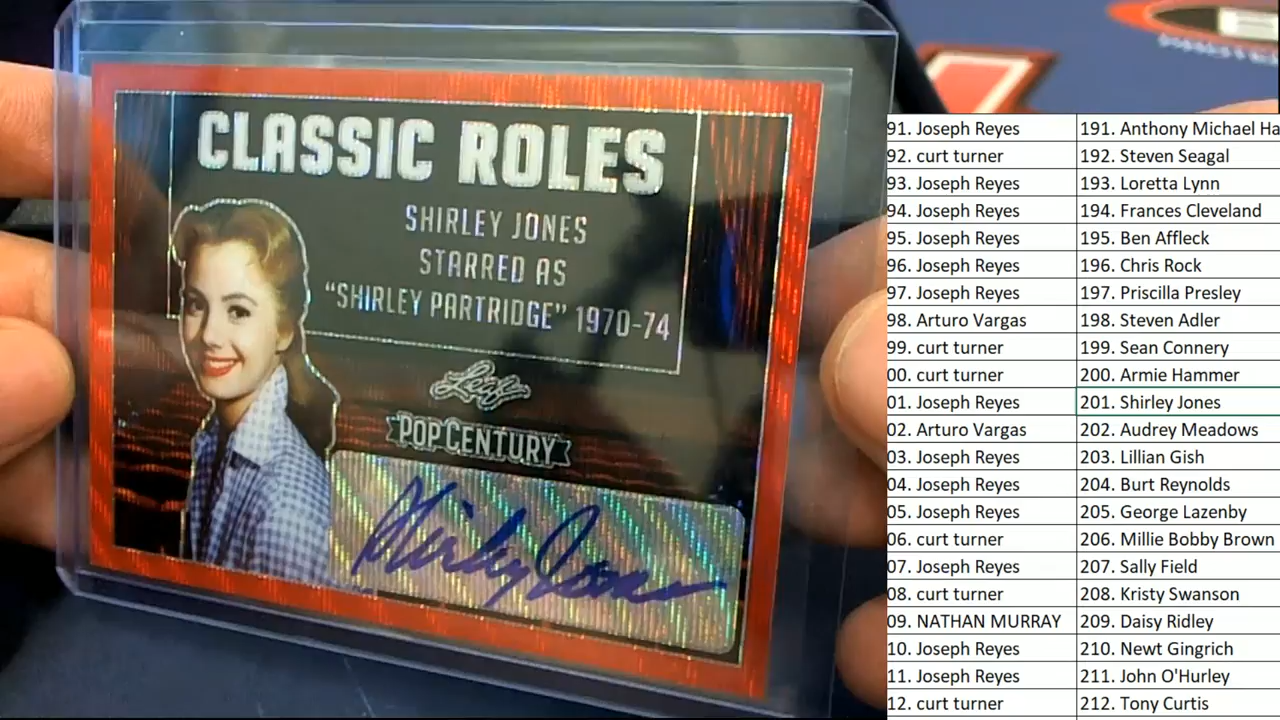 CLASSIC ROLES
SHIRLEY JONES
STARRED AS
"SHIRLEY PARTRIDGE" 1970-74
Leaf
POP CENTURY
Shirley Jones
91. Joseph Reyes 191. Anthony Michael Ha
92. curt turner 192. Steven Seagal
93. Joseph Reyes 193. Loretta Lynn
94. Joseph Reyes 194. Frances Cleveland
95. Joseph Reyes 195. Ben Affleck
96. Joseph Reyes 196. Chris Rock
97. Joseph Reyes 197. Priscilla Presley
98. Arturo Vargas 198. Steven Adler
99. curt turner 199. Sean Connery
00. curt turner 200. Armie Hammer
01. Joseph Reyes 201. Shirley Jones
02. Arturo Vargas 202. Audrey Meadows
03. Joseph Reyes 203. Lillian Gish
04. Joseph Reyes 204. Burt Reynolds
05. Joseph Reyes 205. George Lazenby
06. curt turner 206. Millie Bobby Brown
07. Joseph Reyes 207. Sally Field
08. curt turner 208. Kristy Swanson
09. NATHAN MURRAY 209. Daisy Ridley
10. Joseph Reyes 210. Newt Gingrich
11. Joseph Reyes 211. John O'Hurley
12. curt turner 212. Tony Curtis